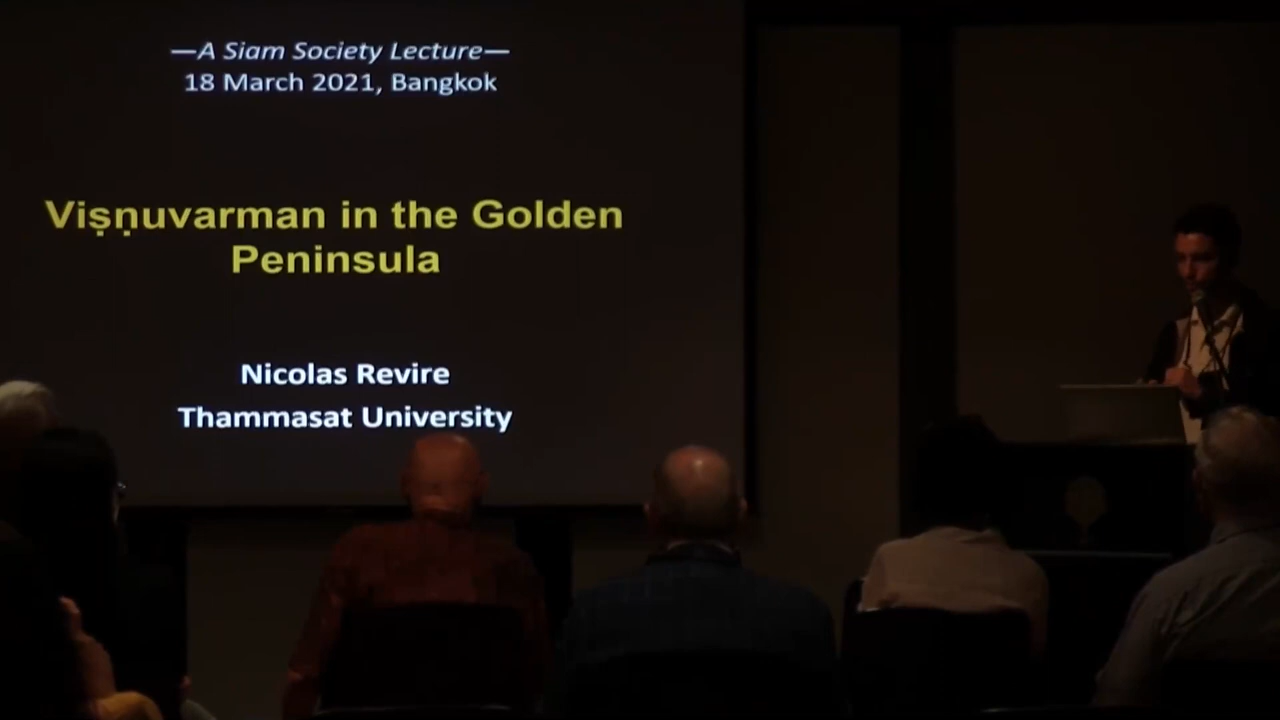 —A Siam Society Lecture—
18 March 2021, Bangkok
Viṣṇuvarman in the Golden
Peninsula
Nicolas Revire
Thammasat University